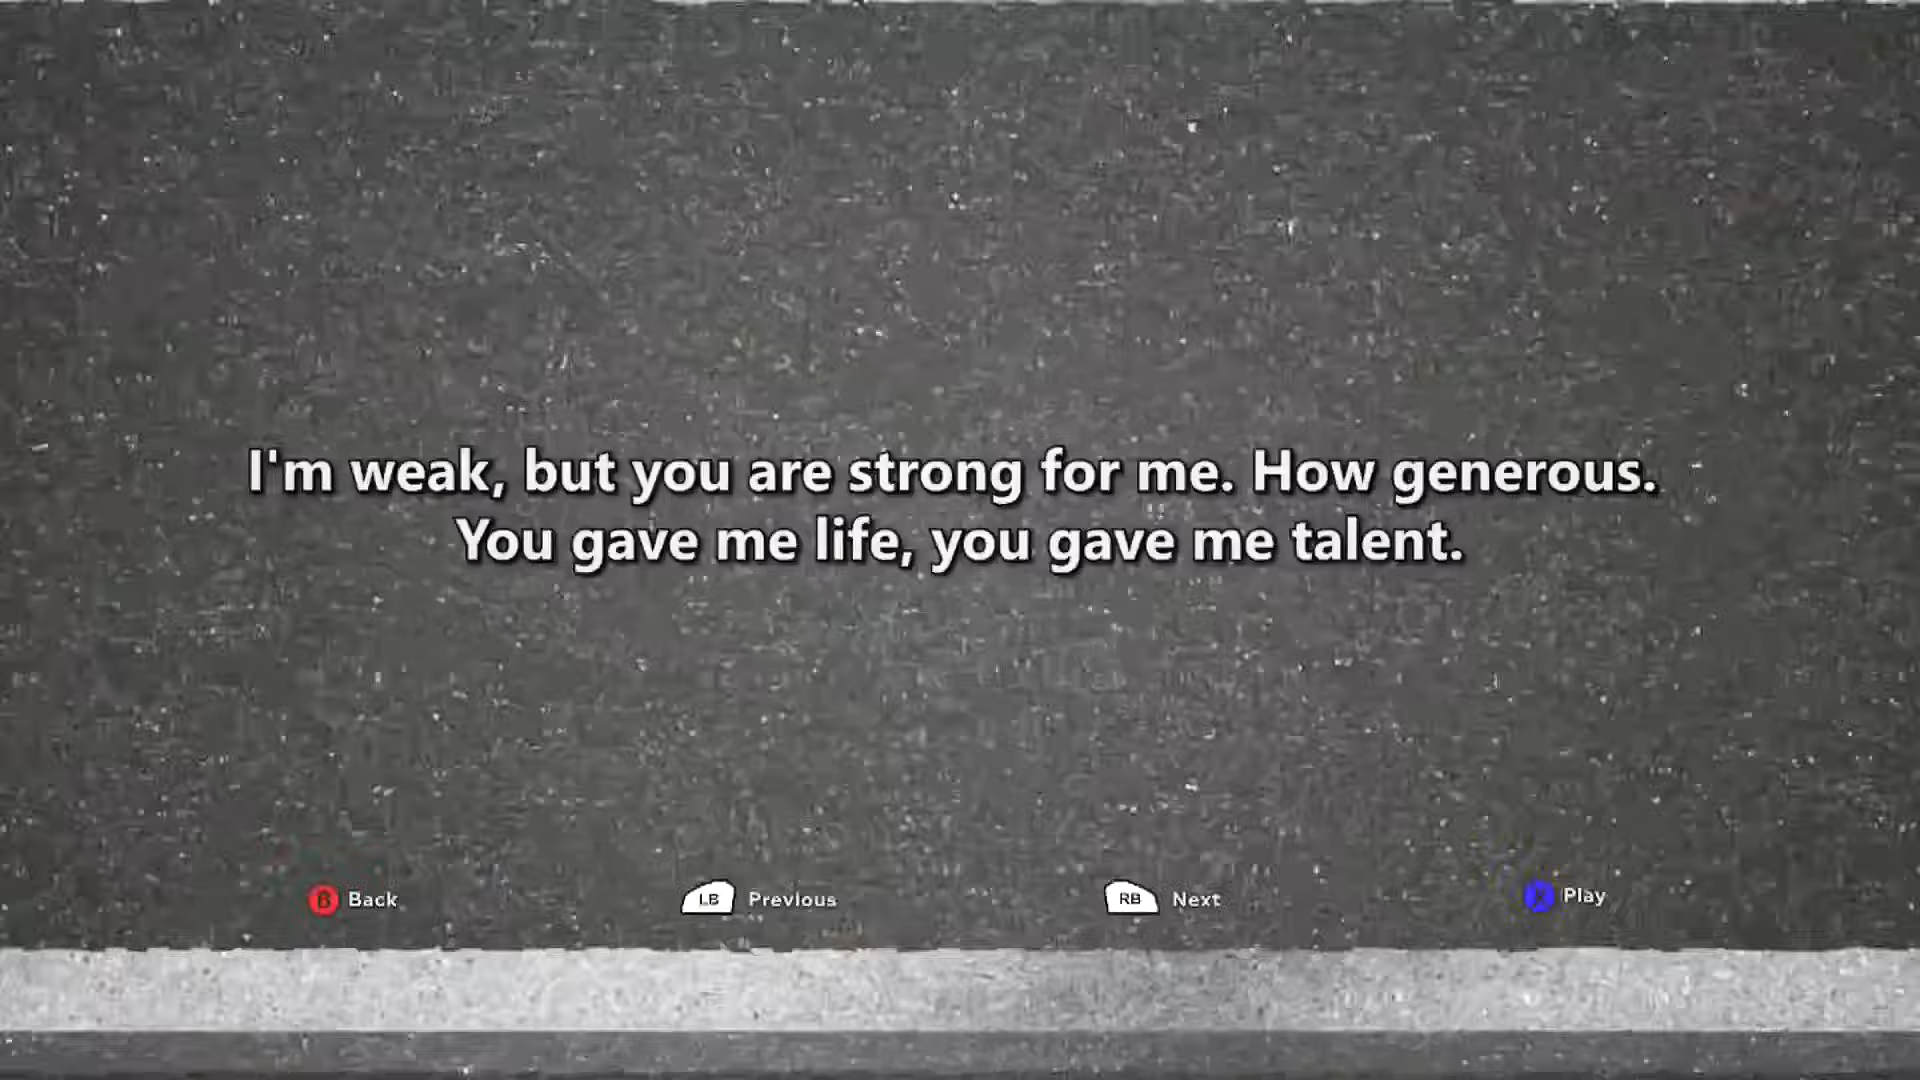 I'm weak, but you are strong for me. How generous.
You gave me life, you gave me talent.
B Back
LB Previous
RB Next
Play